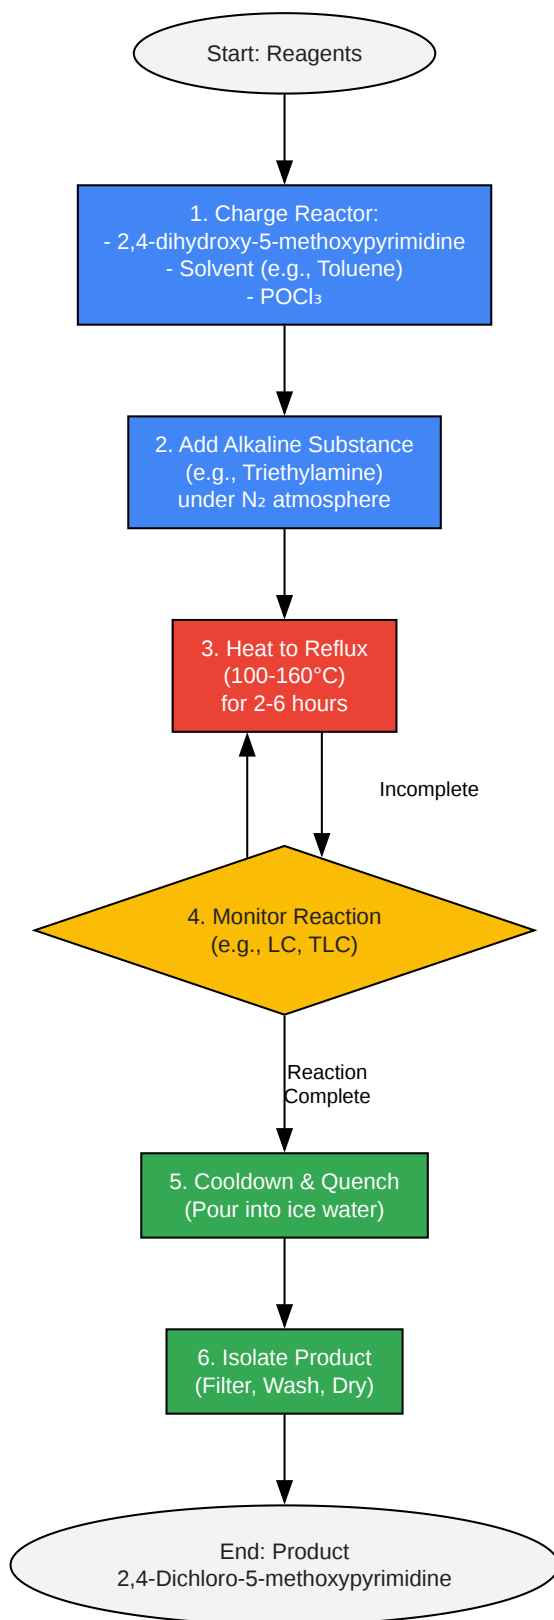 Start: Reagents
1. Charge Reactor:
- 2,4-dihydroxy-5-methoxypyrimidine
- Solvent (e.g., Toluene)
- POCl₃
2. Add Alkaline Substance
(e.g., Triethylamine)
under N₂ atmosphere
3. Heat to Reflux
(100-160°C)
for 2-6 hours
Incomplete
4. Monitor Reaction
(e.g., LC, TLC)
Reaction
Complete
5. Cooldown & Quench
(Pour into ice water)
6. Isolate Product
(Filter, Wash, Dry)
End: Product
2,4-Dichloro-5-methoxypyrimidine